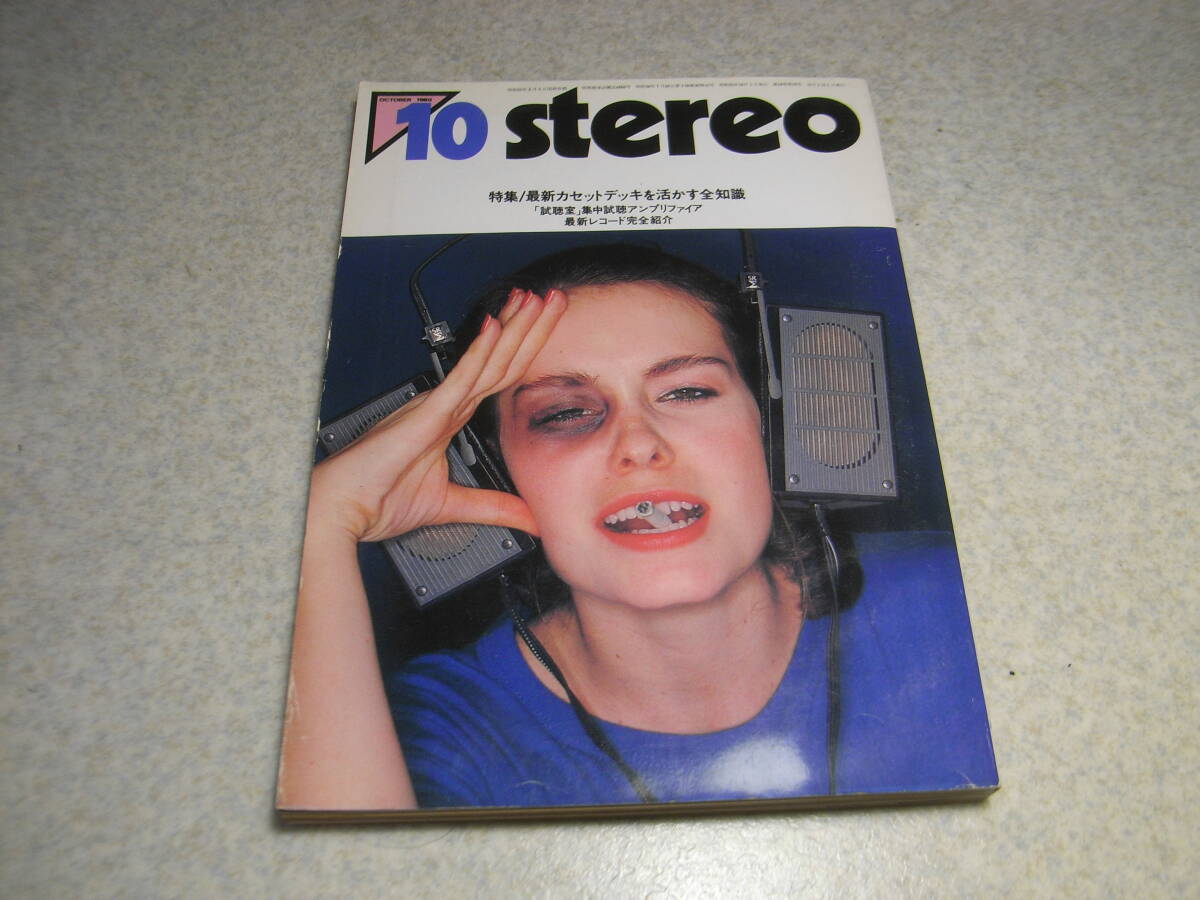 OCTOBER 1980
10 stereo
特集/最新カセットデッキを活かす全知識
「試聴室」集中試聴アンプリファイア
最新レコード完全紹介